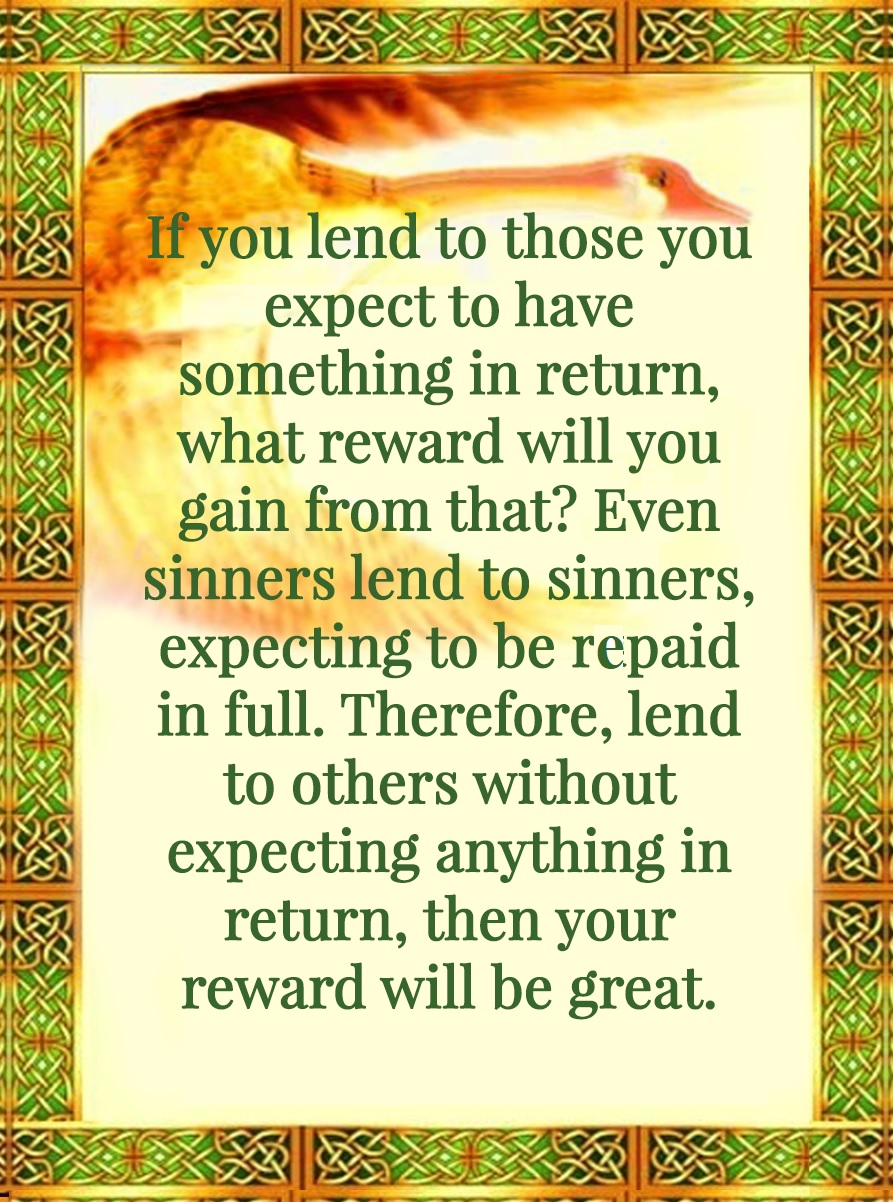 If you lend to those you
expect to have
something in return,
what reward will you
gain from that? Even
sinners lend to sinners,
expecting to be repaid
in full. Therefore, lend
to others without
expecting anything in
return, then your
reward will be great.